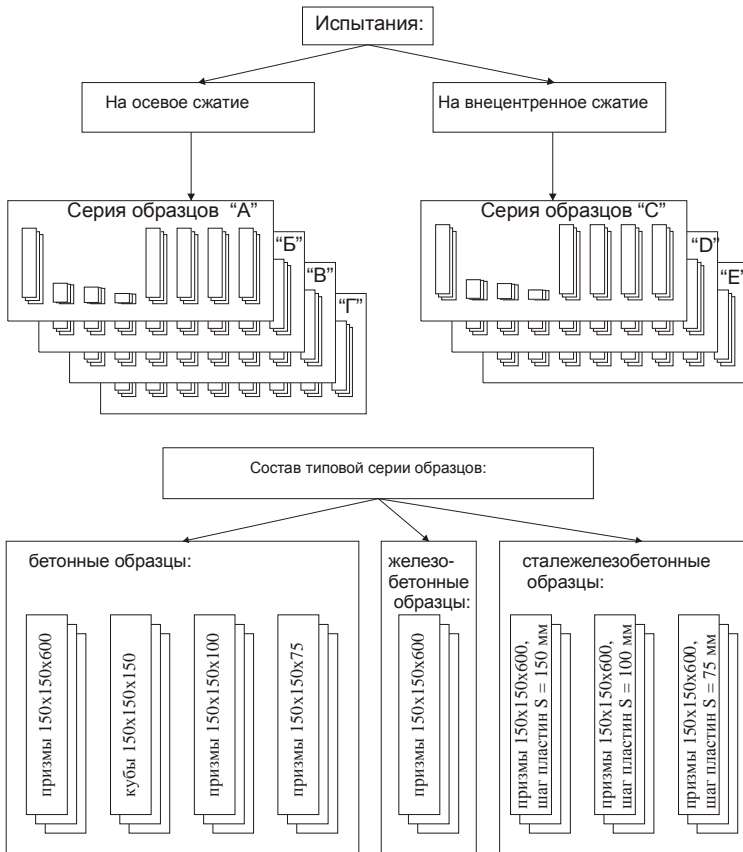 Испытания:
На осевое сжатие
На внецентренное сжатие
Серия образцов “А”
“Б”
“В”
“Г”
Серия образцов “С”
“D”
“Е”
Состав типовой серии образцов:
бетонные образцы:
призмы 150х150х600
кубы 150х150х150
призмы 150х150х100
призмы 150х150х75
железо-
бетонные
образцы:
призмы 150х150х600
сталежелезобетонные
образцы:
призмы 150х150х600,
шаг пластин S = 150 мм
призмы 150х150х600,
шаг пластин S = 100 мм
призмы 150х150х600,
шаг пластин S = 75 мм